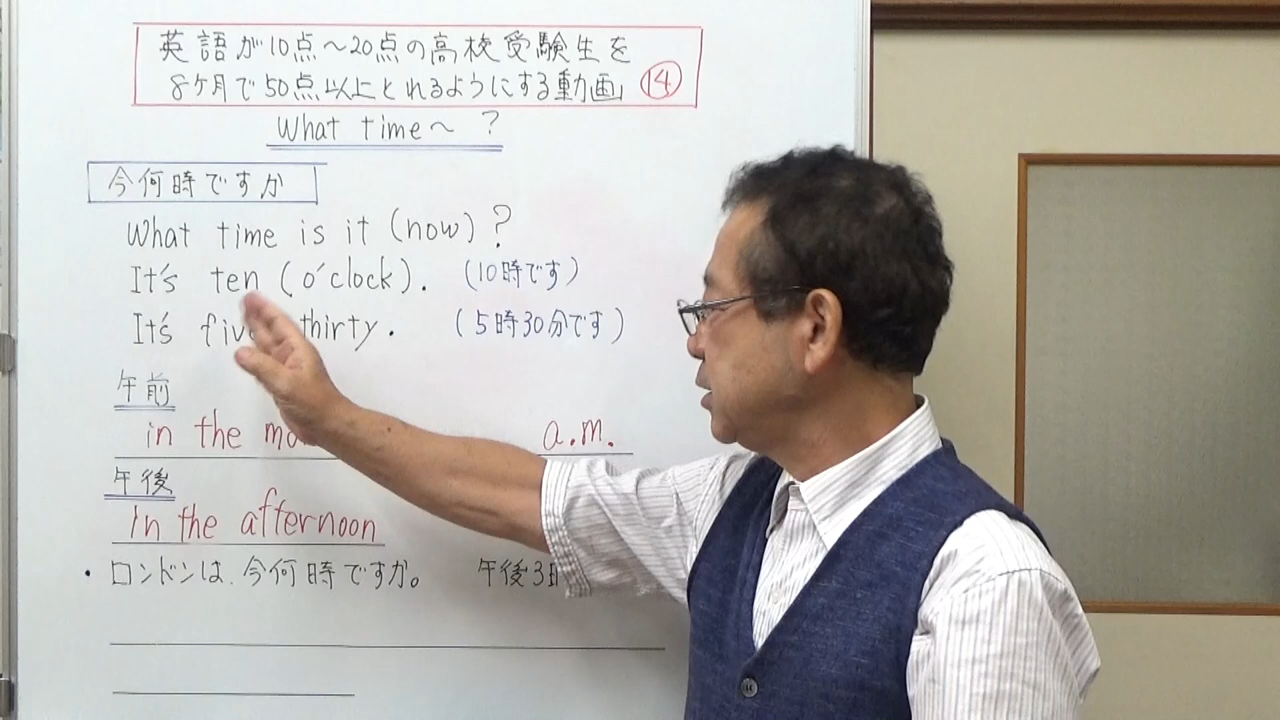 英語が10点～20点の高校受験生を
8ヶ月で50点以上とれるようにする動画 ⑭
What time～ ?
今何時ですか
What time is it (now) ?
It's ten (o'clock). (10時です)
It's thirty. (5時30分です)
午前
in the a.m.
午後
in the afternoon
・ロンドンは、今何時ですか。 午後3